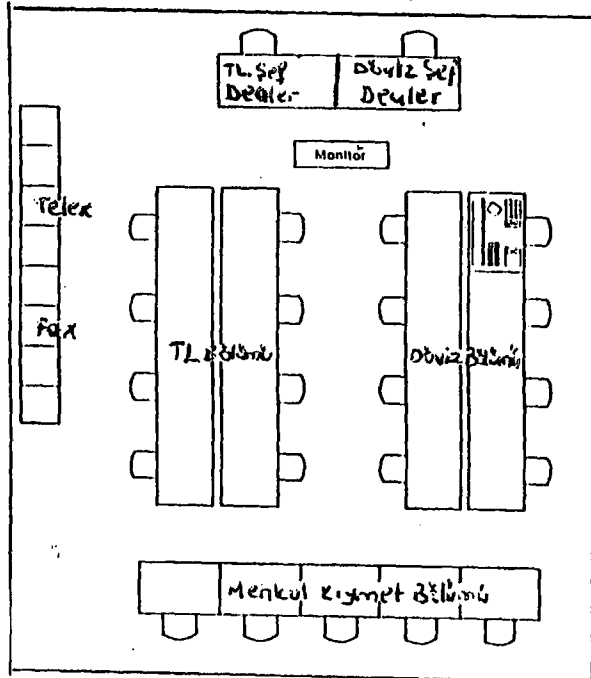 TL. Şef
Dealer
Döviz Şef
Dealer
Monitör
Telex
Fax
TL Bölümü
Döviz Bölümü
Menkul Kıymet Bölümü